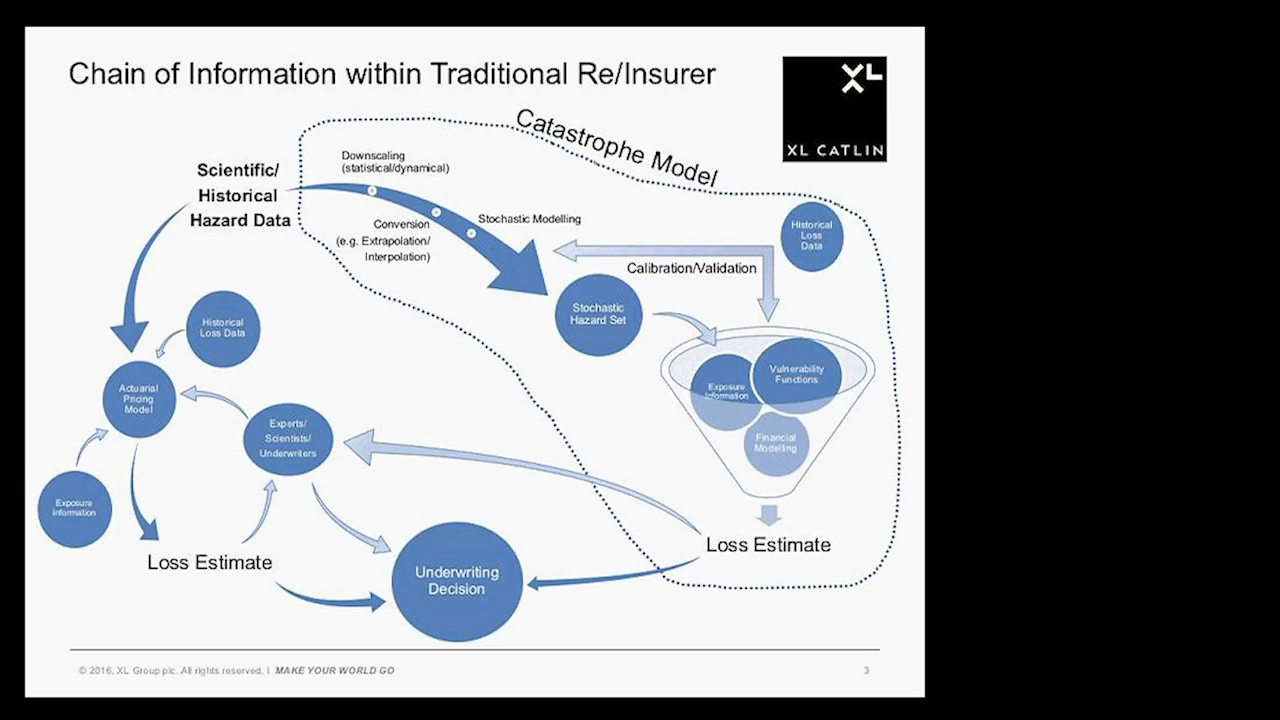 Chain of Information within Traditional Re/Insurer
XL
XL CATLIN
Catastrophe Model
Scientific/
Historical
Hazard Data
Downscaling
(statistical/dynamical)
Conversion
(e.g. Extrapolation/
Interpolation)
Stochastic Modelling
Calibration/Validation
Historical
Loss
Data
Stochastic
Hazard Set
Exposure
Information
Vulnerability
Functions
Financial
Modelling
Loss Estimate
Historical
Loss Data
Actuarial
Pricing
Model
Experts/
Scientists/
Underwriters
Exposure
Information
Loss Estimate
Underwriting
Decision
© 2016, XL Group plc. All rights reserved. I MAKE YOUR WORLD GO
3